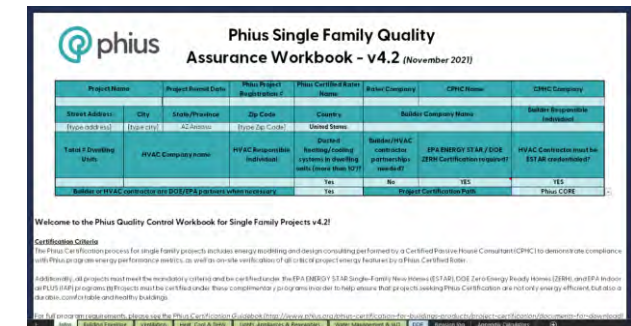 phius
Phius Single Family Quality
Assurance Workbook - v4.2 (November 2021)
Project Name Project Permit Date Phius Project Registration # Phius Certified Rater Name Rater Company CPHC Name CPHC Company
Street Address City State/Province Zip Code Country Builder Company Name Builder Responsible Individual
[type address] [type city] AZ Arizona [type Zip Code] United States
Total # Dwelling Units HVAC Company name HVAC Responsible Individual Ducted heating/cooling systems in dwelling units (more than 10')? Builder/HVAC contractor partnerships needed? EPA ENERGY STAR / DOE ZERH Certification required? HVAC Contractor must be ESTAR credentialed?
Yes No YES YES
Builder or HVAC contractor are DOE/EPA partners when necessary Yes Project Certification Path Phius CORE
Welcome to the Phius Quality Control Workbook for Single Family Projects v4.2!
Certification Criteria
The Phius Certification process for single family projects includes energy modeling and design consulting performed by a Certified Passive House Consultant (CPHC) to demonstrate compliance
with Phius program energy performance metrics, as well as on-site verification of all critical project energy features by a Phius Certified Rater.
Additionally, all projects must meet the mandatory criteria and be certified under the EPA ENERGY STAR Single-Family New Homes (ESTAR), DOE Zero Energy Ready Homes (ZERH), and EPA Indoor
airPLUS (IAP) programs. Projects must be certified under these complimentary programs in order to help ensure that projects seeking Phius Certification are not only energy efficient, but also a
durable, comfortable and healthy buildings.
For full program requirements, please see the Phius Certification Guidebook